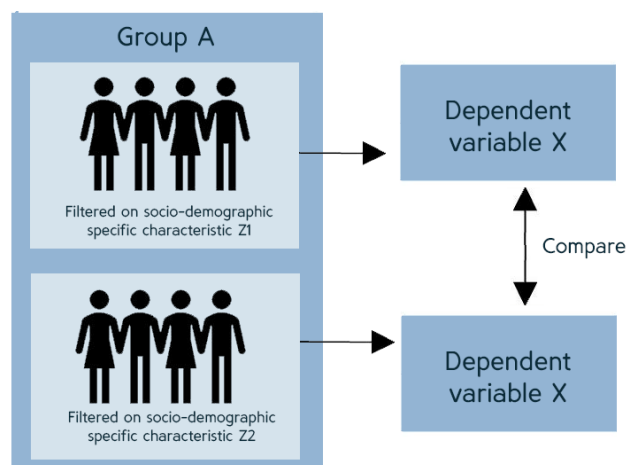 Group A
Filtered on socio-demographic
specific characteristic Z1
Dependent
variable X
Compare
Filtered on socio-demographic
specific characteristic Z2
Dependent
variable X